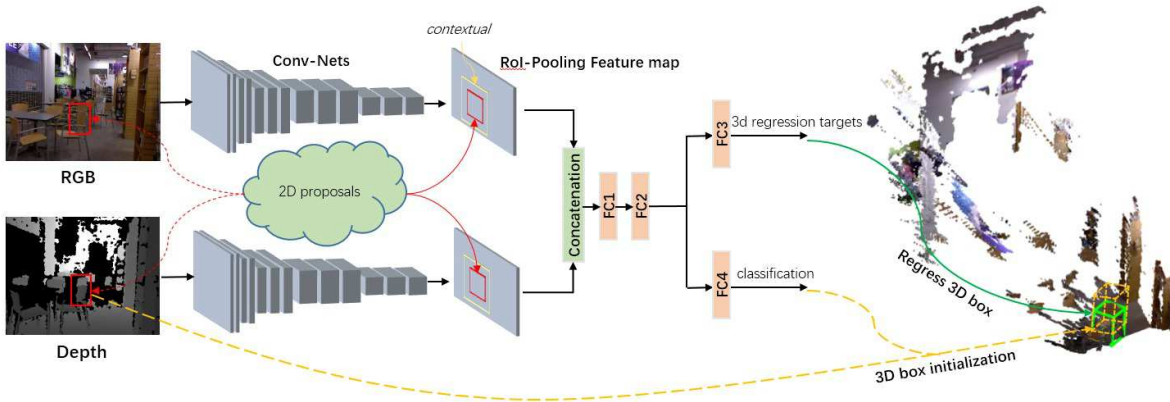 contextual
Conv-Nets
RoI-Pooling Feature map
RGB
2D proposals
Concatenation
FC1
FC2
FC3
3d regression targets
FC4
classification
Regress 3D box
Depth
3D box initialization